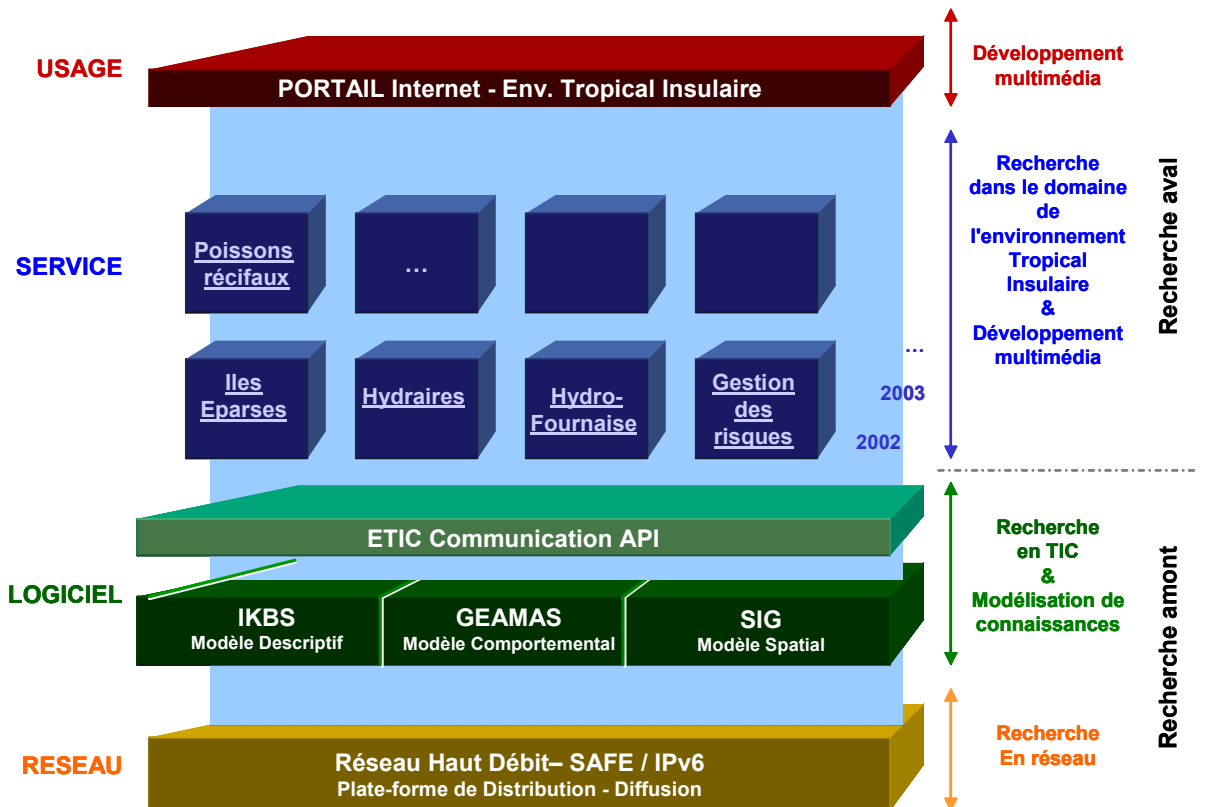 USAGE
PORTAIL Internet - Env. Tropical Insulaire
Développement
multimédia
SERVICE
Poissons
récifaux
...
Iles
Eparses
Hydraires
Hydro-
Fournaise
Gestion
des
risques
...
2003
2002
Recherche
dans le domaine
de
l'environnement
Tropical
Insulaire
&
Développement
multimédia
Recherche aval
LOGICIEL
ETIC Communication API
IKBS
Modèle Descriptif
GEAMAS
Modèle Comportemental
SIG
Modèle Spatial
Recherche
en TIC
&
Modélisation de
connaissances
Recherche amont
RESEAU
Réseau Haut Débit– SAFE / IPv6
Plate-forme de Distribution - Diffusion
Recherche
En réseau